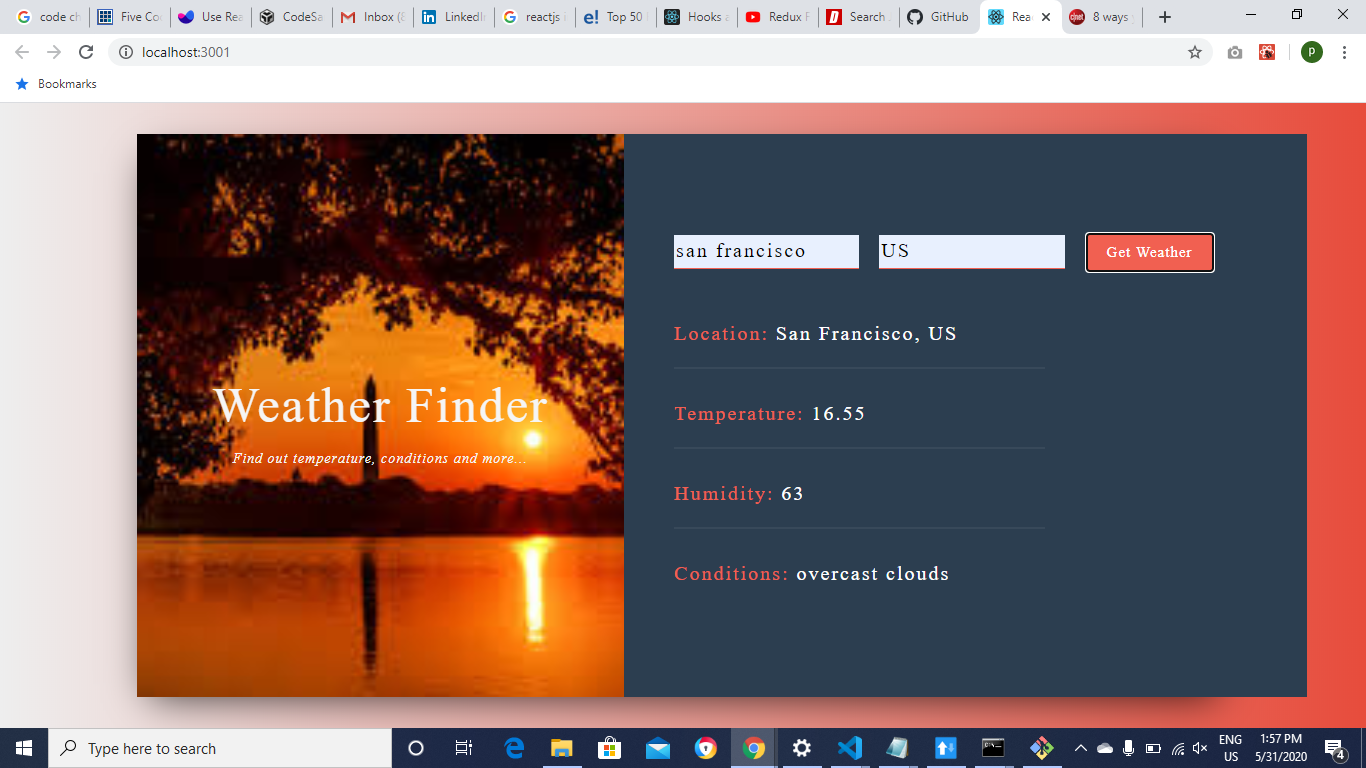 code ch
Five Co
Use Rea
CodeSa
Inbox (
LinkedIn
reactjs i
Top 50
Hooks a
Redux F
Search
GitHub
Rea
8 ways
localhost:3001
P
Bookmarks
san francisco
US
Get Weather
Location: San Francisco, US
Weather Finder
Temperature: 16.55
Find out temperature, conditions and more...
Humidity: 63
Conditions: overcast clouds
Type here to search
ENG
US
1:57 PM
5/31/2020
4